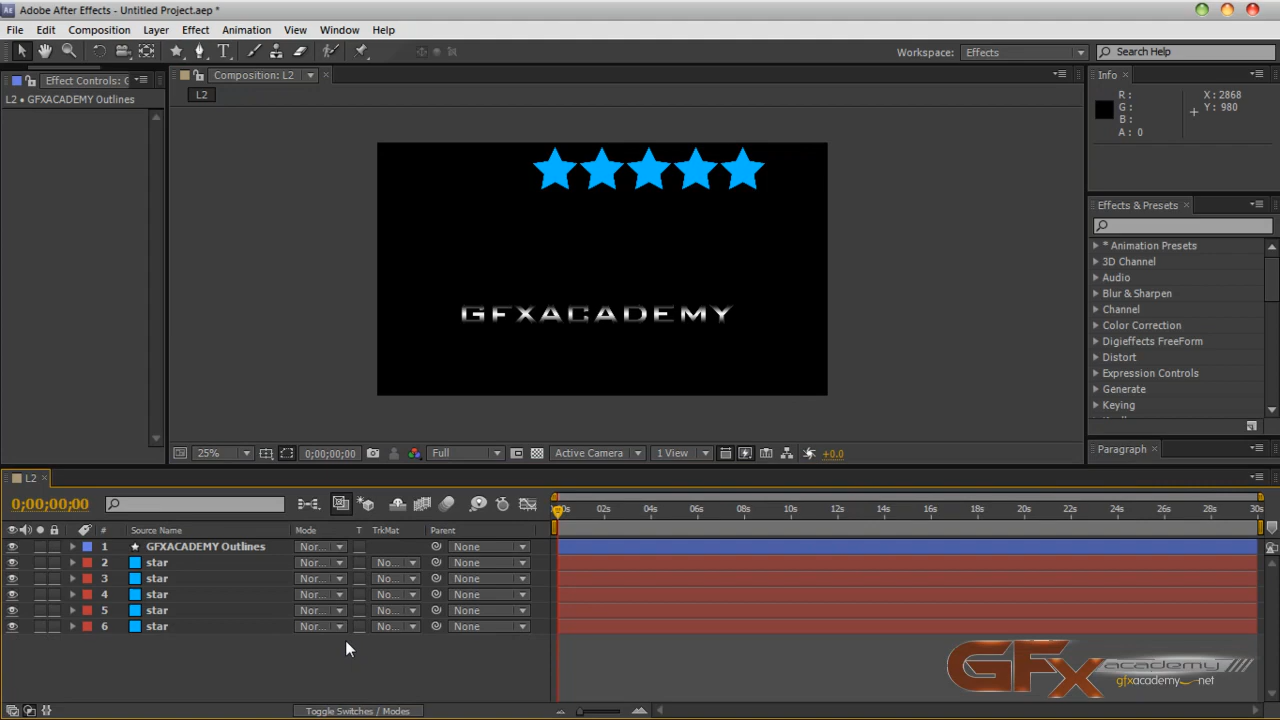 Adobe After Effects - Untitled Project.aep *
File Edit Composition Layer Effect Animation View Window Help
Workspace: Effects Search Help
Effect Controls: G
L2 • GFXACADEMY Outlines
Composition: L2
L2
GFXACADEMY
25% 0;00;00;00 Full Active Camera 1 View +0.0
Info
R:
G:
B:
A: 0
X: 2868
Y: 980
Effects & Presets
* Animation Presets
3D Channel
Audio
Blur & Sharpen
Channel
Color Correction
Digieffects FreeForm
Distort
Expression Controls
Generate
Keying
Paragraph
L2
0;00;00;00
# Source Name Mode T TrkMat Parent
1 GFXACADEMY Outlines Nor... None
2 star Nor... No... None
3 star Nor... No... None
4 star Nor... No... None
5 star Nor... No... None
6 star Nor... No... None
:00s 02s 04s 06s 08s 10s 12s 14s 16s 18s 20s 22s 24s 26s 28s 30s
Toggle Switches / Modes
GFX academy
gfxacademy net